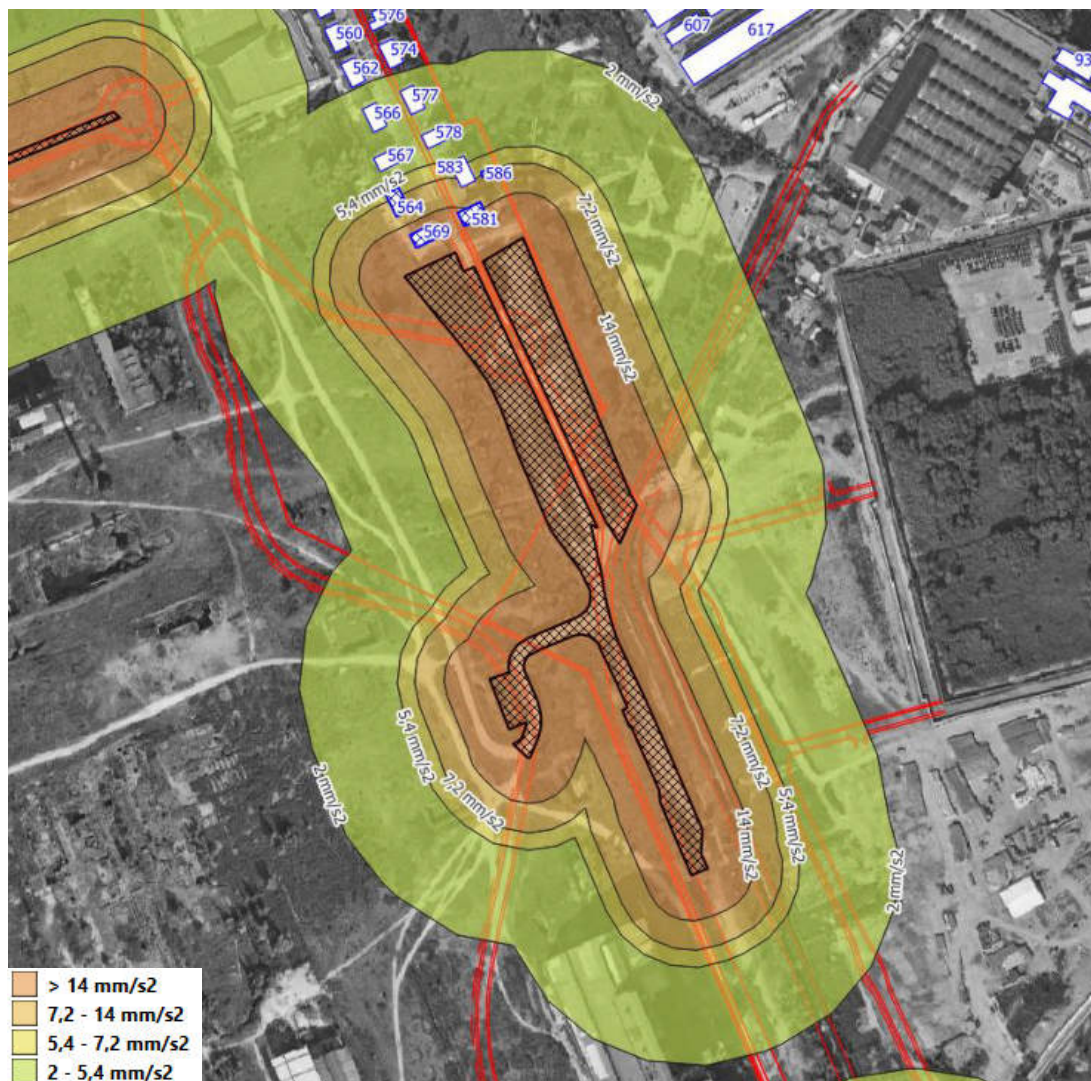 576
560
607
617
574
93
562
2 mm/s2
577
566
578
567
583
586
5,4 mm/s2
7,2 mm/s2
564
581
569
14 mm/s2
5,4 mm/s2
7,2 mm/s2
7,2 mm/s2
2 mm/s2
5,4 mm/s2
14 mm/s2
2 mm/s2
> 14 mm/s2
7,2 - 14 mm/s2
5,4 - 7,2 mm/s2
2 - 5,4 mm/s2